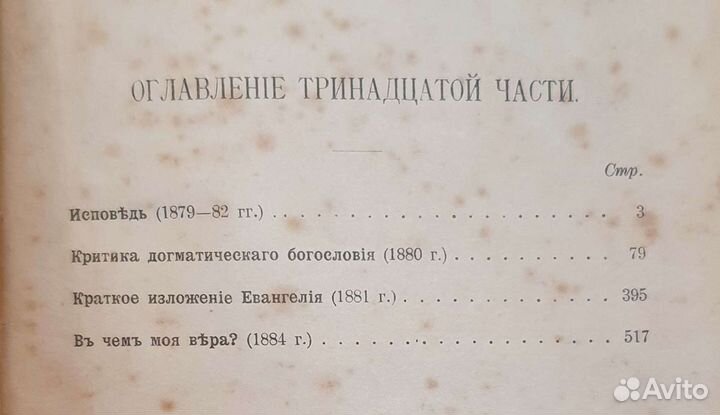 ОГЛАВЛЕНІЕ ТРИНАДЦАТОЙ ЧАСТИ.
Стр.
Исповѣдь (1879—82 гг.) . . . . . . . . . . . . . . . . . . . . 3
Критика догматическаго богословія (1880 г.) . . . . . . . . . . 79
Краткое изложеніе Евангелія (1881 г.) . . . . . . . . . . . . . 395
Въ чемъ моя вѣра? (1884 г.) . . . . . . . . . . . . . . . . . . 517
Avito